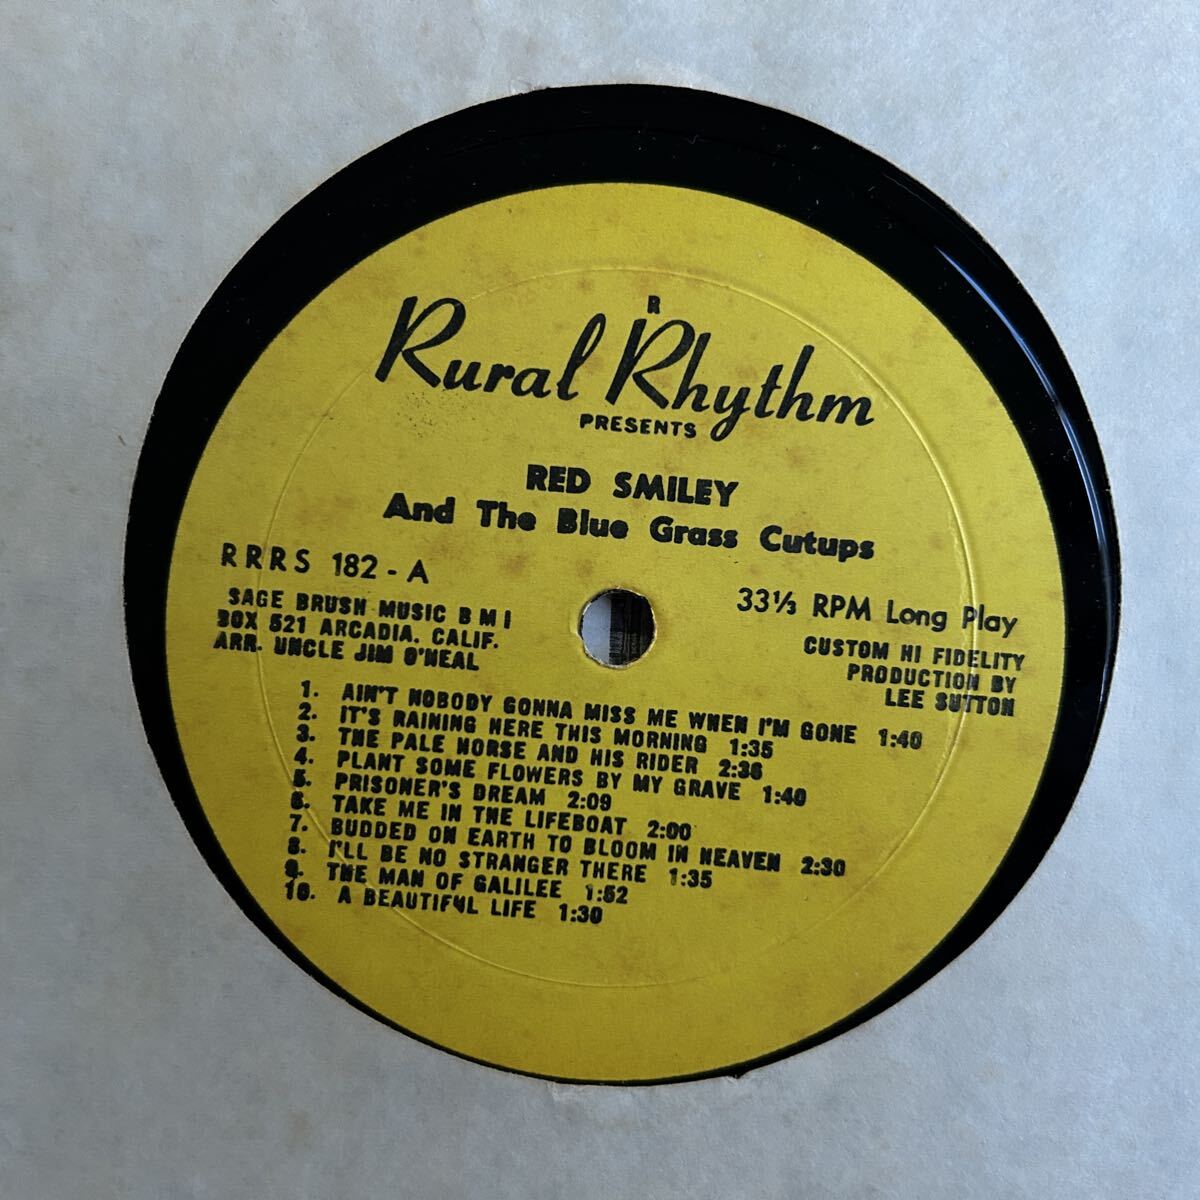 R
Rural Rhythm
PRESENTS
RED SMILEY
And The Blue Grass Cutups
RRRS 182 - A
SAGE BRUSH MUSIC B M I
BOX 521 ARCADIA, CALIF.
ARR. UNCLE JIM O'NEAL
33⅓ RPM Long Play
CUSTOM HI FIDELITY
PRODUCTION BY
LEE SUTTON
1. AIN'T NOBODY GONNA MISS ME WHEN I'M GONE 1:40
2. IT'S RAINING HERE THIS MORNING 1:35
3. THE PALE HORSE AND HIS RIDER 2:36
4. PLANT SOME FLOWERS BY MY GRAVE 1:40
5. PRISONER'S DREAM 2:09
6. TAKE ME IN THE LIFEBOAT 2:00
7. BUDDED ON EARTH TO BLOOM IN HEAVEN 2:30
8. I'LL BE NO STRANGER THERE 1:35
9. THE MAN OF GALILEE 1:52
10. A BEAUTIFUL LIFE 1:30